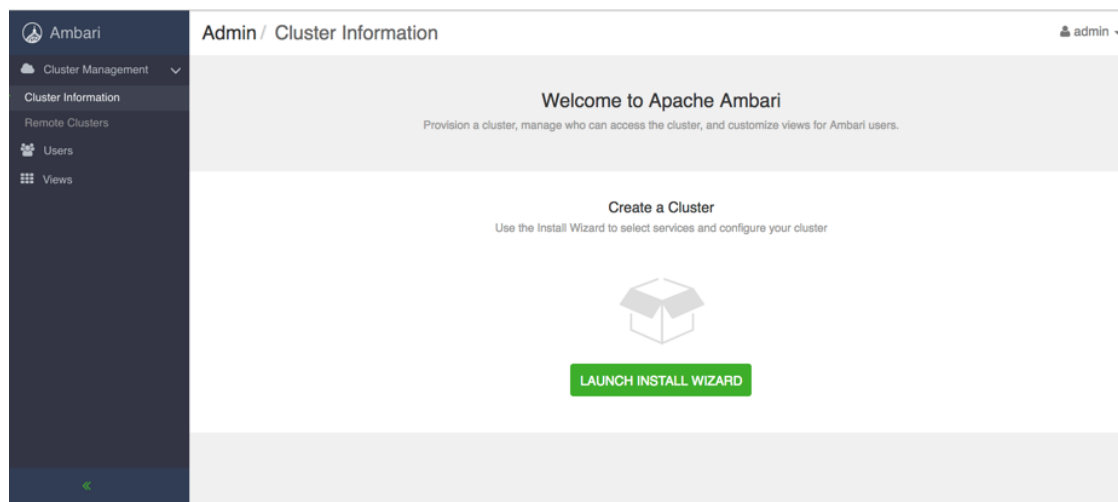 Ambari
Cluster Management
Cluster Information
Remote Clusters
Users
Views
Admin / Cluster Information
admin
Welcome to Apache Ambari
Provision a cluster, manage who can access the cluster, and customize views for Ambari users.
Create a Cluster
Use the Install Wizard to select services and configure your cluster
LAUNCH INSTALL WIZARD